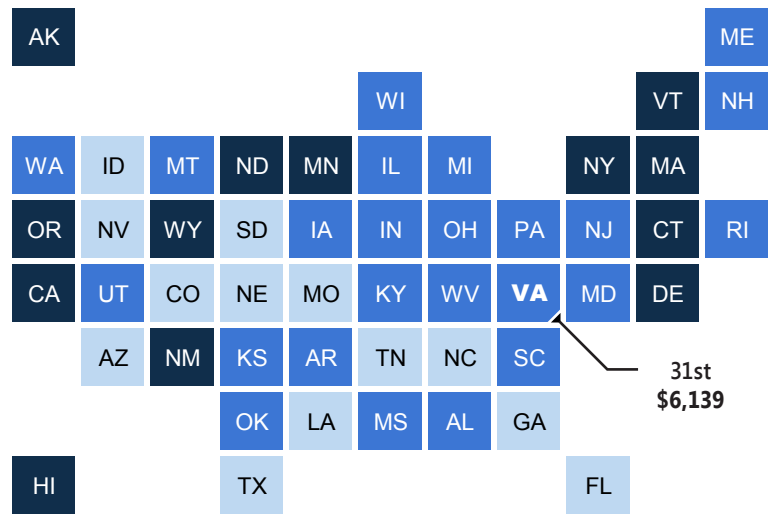 AK ME
WI VT NH
WA ID MT ND MN IL MI NY MA
OR NV WY SD IA IN OH PA NJ CT RI
CA UT CO NE MO KY WV VA MD DE
AZ NM KS AR TN NC SC
31st
$6,139
OK LA MS AL GA
HI TX FL